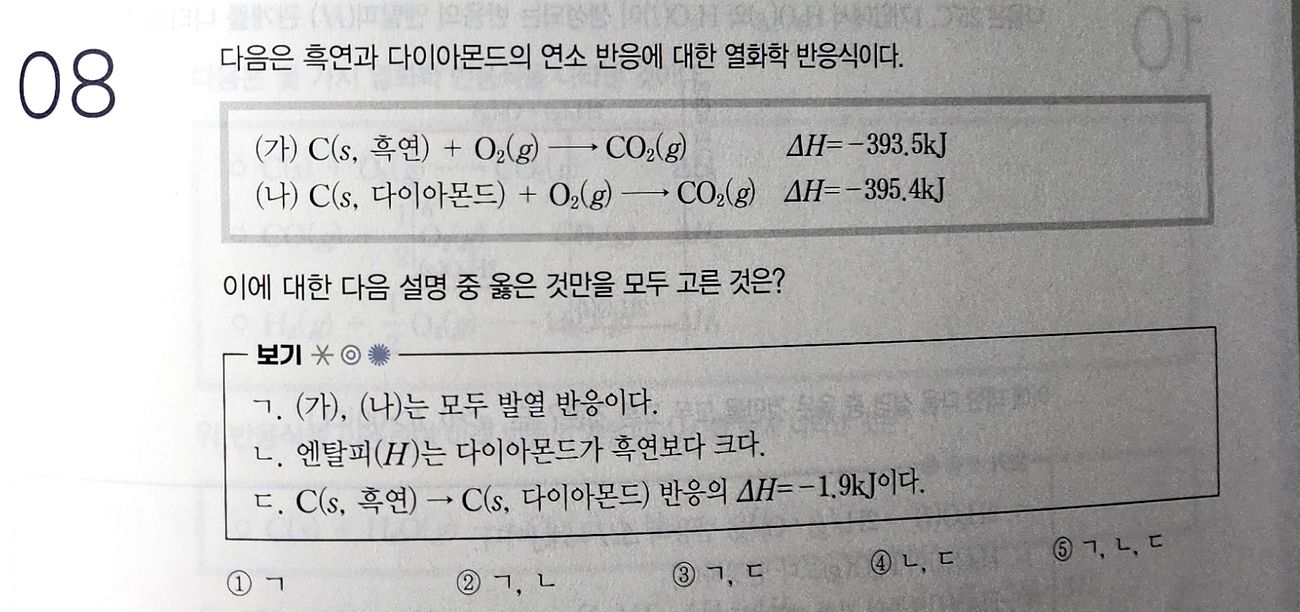 08
다음은 흑연과 다이아몬드의 연소 반응에 대한 열화학 반응식이다.
(가) C(s, 흑연) + O₂(g) ⟶ CO₂(g) ΔH=−393.5kJ
(나) C(s, 다이아몬드) + O₂(g) ⟶ CO₂(g) ΔH=−395.4kJ
이에 대한 다음 설명 중 옳은 것만을 모두 고른 것은?
보기
ㄱ. (가), (나)는 모두 발열 반응이다.
ㄴ. 엔탈피(H)는 다이아몬드가 흑연보다 크다.
ㄷ. C(s, 흑연) → C(s, 다이아몬드) 반응의 ΔH=−1.9kJ이다.
① ㄱ ② ㄱ, ㄴ ③ ㄱ, ㄷ ④ ㄴ, ㄷ ⑤ ㄱ, ㄴ, ㄷ